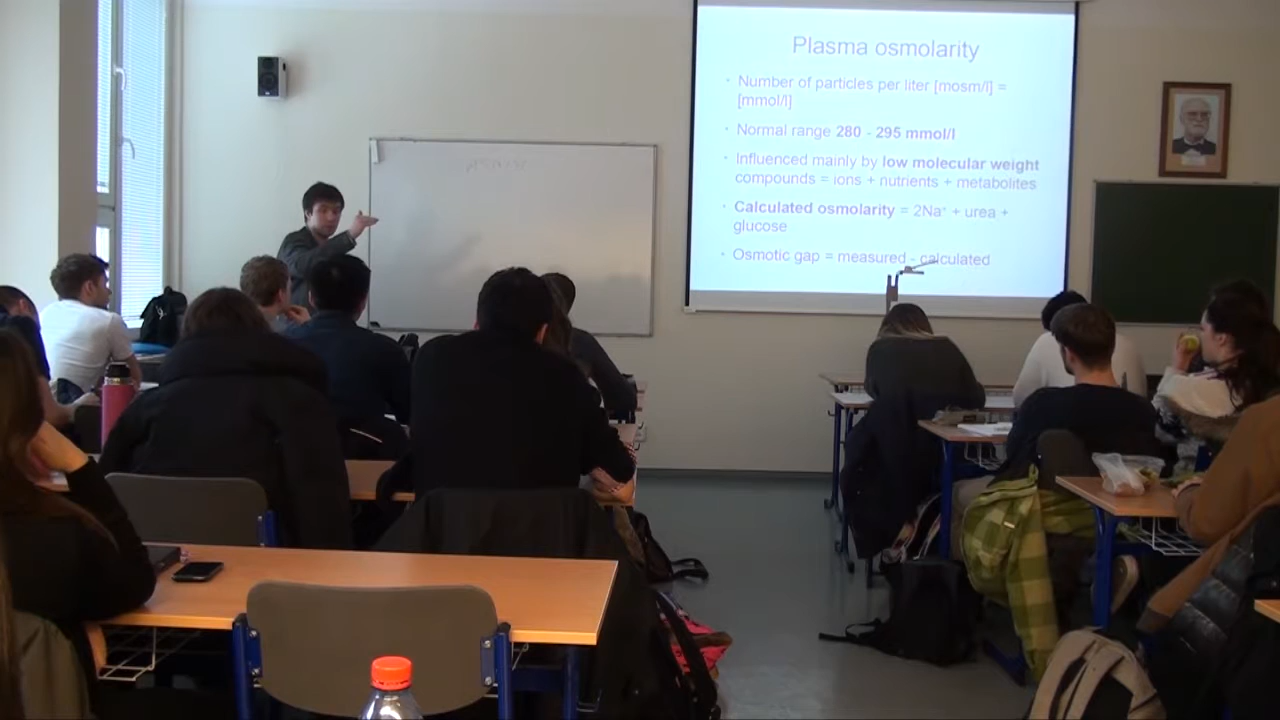 Plasma osmolarity
• Number of particles per liter [mosm/l] =
[mmol/l]
• Normal range 280 - 295 mmol/l
• Influenced mainly by low molecular weight
compounds = ions + nutrients + metabolites
• Calculated osmolarity = 2Na⁺ + urea +
glucose
• Osmotic gap = measured - calculated